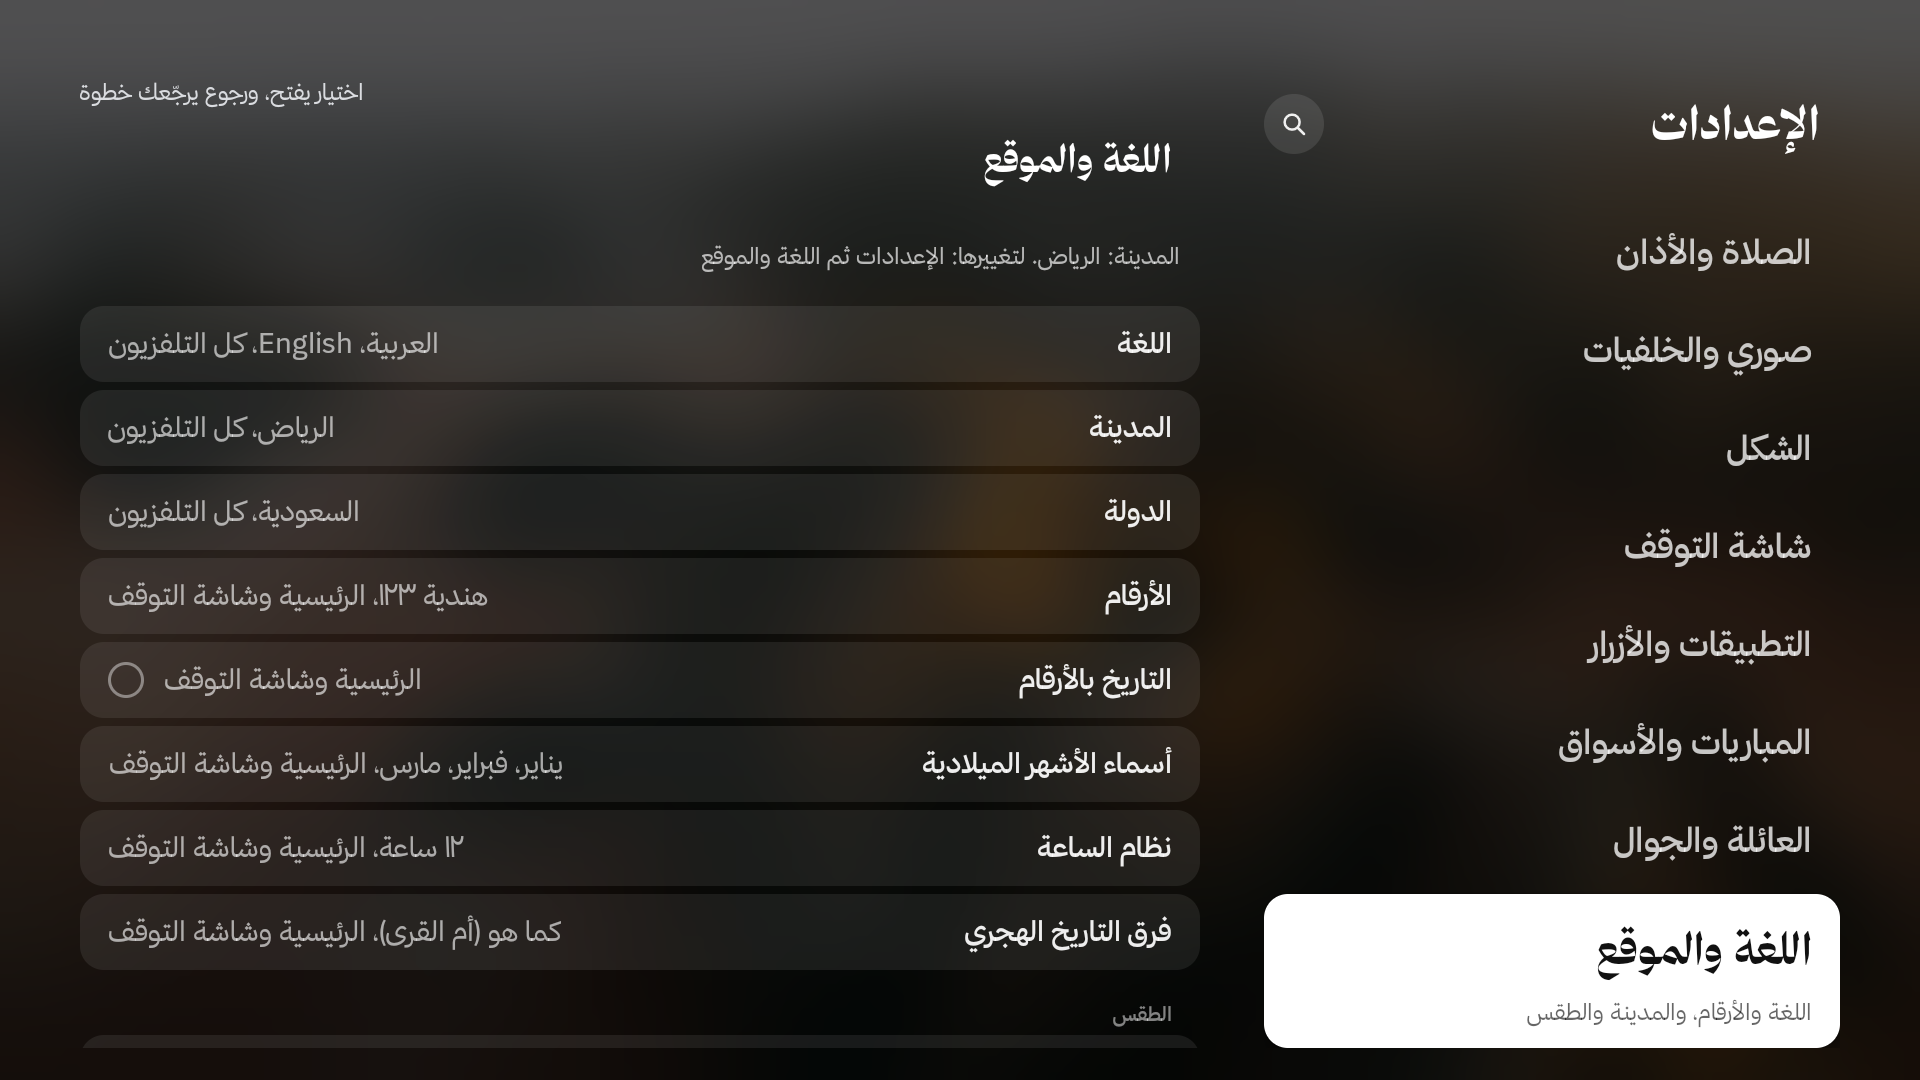 الإعدادات
الصلاة والأذان
صوري والخلفيات
الشكل
شاشة التوقف
التطبيقات والأزرار
المباريات والأسواق
العائلة والجوال
اللغة والموقع
اللغة والأرقام، والمدينة والطقس
اختيار يفتح، ورجوع يرجّعك خطوة
اللغة والموقع
المدينة: الرياض. لتغييرها: الإعدادات ثم اللغة والموقع
اللغة العربية، English، كل التلفزيون
المدينة الرياض، كل التلفزيون
الدولة السعودية، كل التلفزيون
الأرقام هندية ١٢٣، الرئيسية وشاشة التوقف
التاريخ بالأرقام الرئيسية وشاشة التوقف
أسماء الأشهر الميلادية يناير، فبراير، مارس، الرئيسية وشاشة التوقف
نظام الساعة ١٢ ساعة، الرئيسية وشاشة التوقف
فرق التاريخ الهجري كما هو (أم القرى)، الرئيسية وشاشة التوقف
الطقس